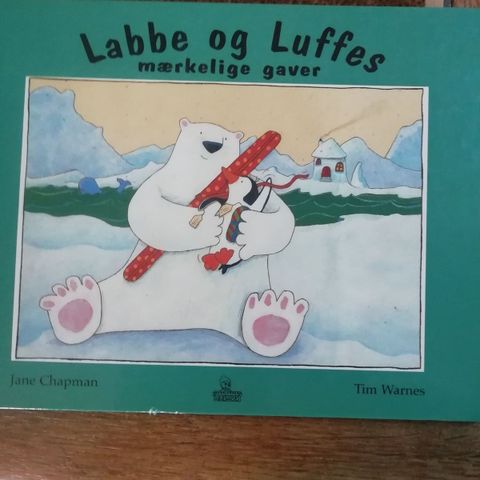 Labbe og Luffes
mærkelige gaver
Jane Chapman
Tim Warnes